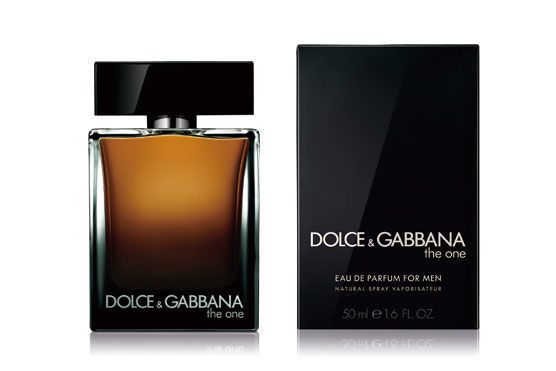 DOLCE & GABBANA
the one
DOLCE & GABBANA
the one
EAU DE PARFUM FOR MEN
NATURAL SPRAY VAPORISATEUR
50 ml ℮ 1.6 FL. OZ.